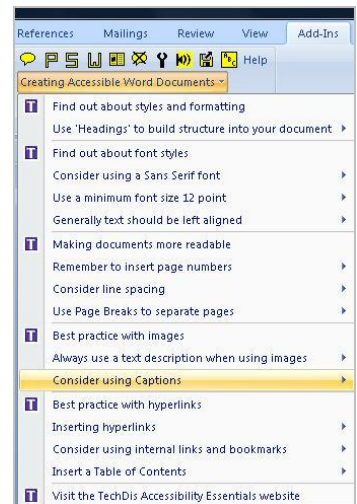 References Mailings Review View Add-Ins
Help
Creating Accessible Word Documents
T Find out about styles and formatting
Use 'Headings' to build structure into your document
T Find out about font styles
Consider using a Sans Serif font
Use a minimum font size 12 point
Generally text should be left aligned
T Making documents more readable
Remember to insert page numbers
Consider line spacing
Use Page Breaks to separate pages
T Best practice with images
Always use a text description when using images
Consider using Captions
T Best practice with hyperlinks
Inserting hyperlinks
Consider using internal links and bookmarks
Insert a Table of Contents
T Visit the TechDis Accessibility Essentials website